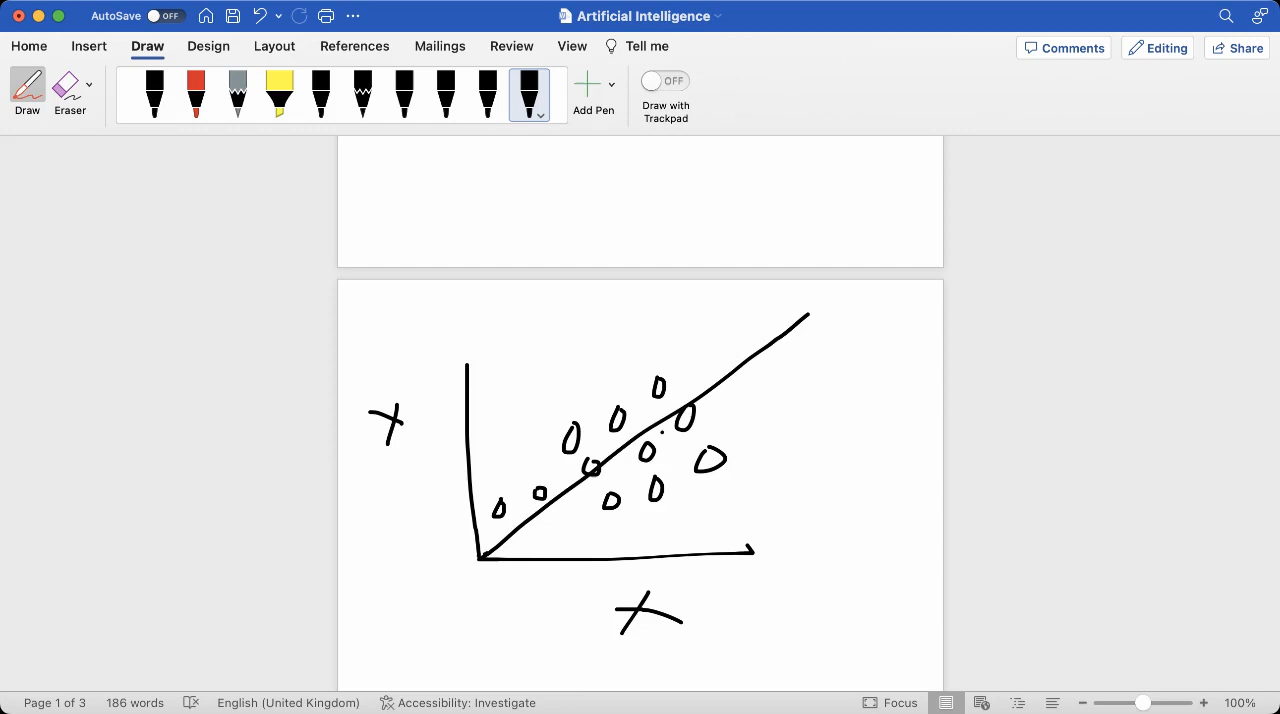 AutoSave OFF Artificial Intelligence
Home Insert Draw Design Layout References Mailings Review View Tell me Comments Editing Share
OFF
Draw Eraser Add Pen Draw with
Trackpad
X
X
Page 1 of 3 186 words English (United Kingdom) Accessibility: Investigate Focus 100%